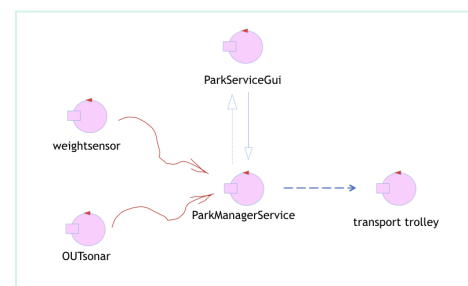 ParkServiceGui
weightsensor
ParkManagerService
transport trolley
OUTsonar